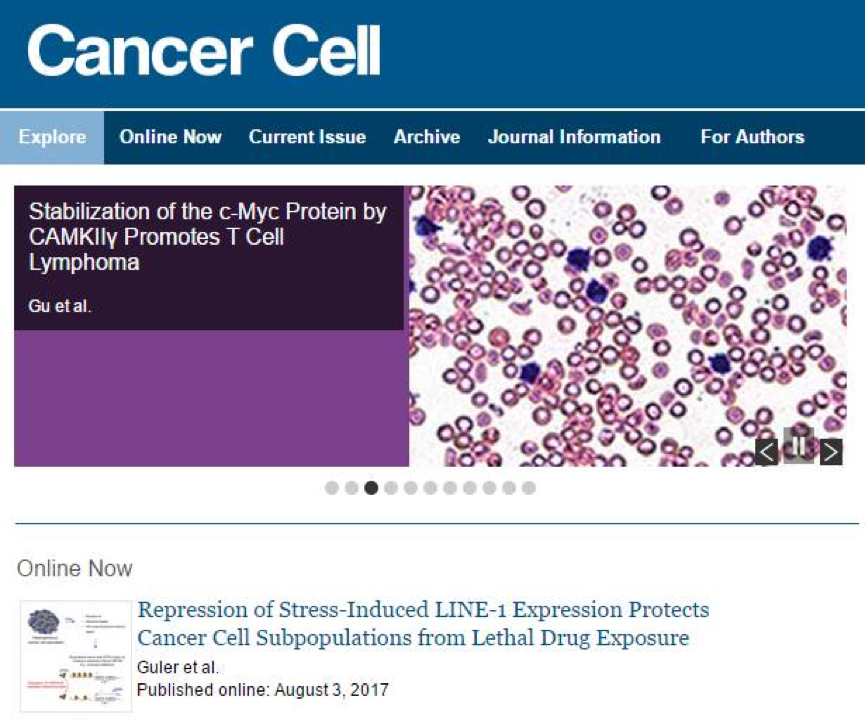 Cancer Cell
Explore Online Now Current Issue Archive Journal Information For Authors
Stabilization of the c-Myc Protein by
CAMKIIγ Promotes T Cell
Lymphoma
Gu et al.
Online Now
Repression of Stress-Induced LINE-1 Expression Protects
Cancer Cell Subpopulations from Lethal Drug Exposure
Guler et al.
Published online: August 3, 2017